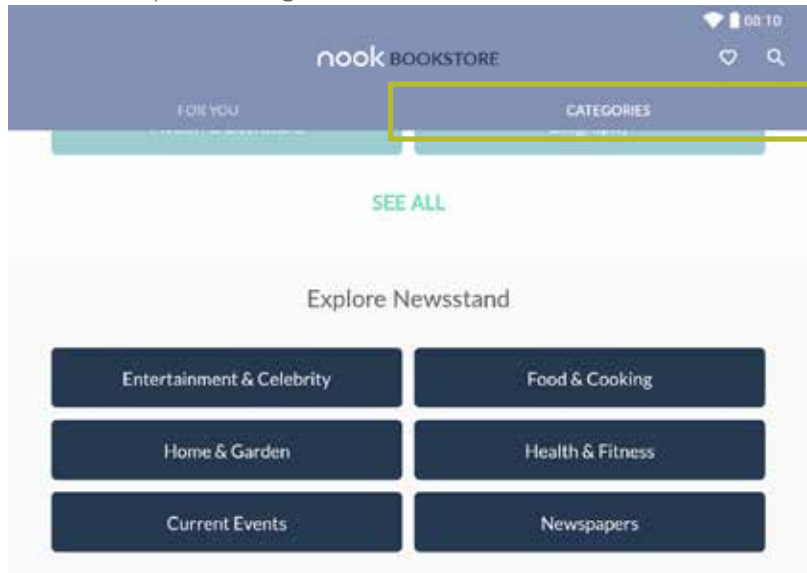 00:10
nook BOOKSTORE
FOR YOU CATEGORIES
SEE ALL
Explore Newsstand
Entertainment & Celebrity Food & Cooking
Home & Garden Health & Fitness
Current Events Newspapers